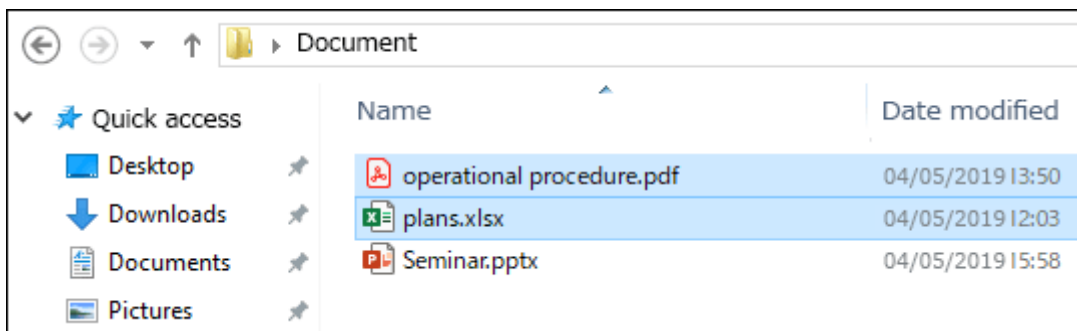 Document
Quick access
Desktop
Downloads
Documents
Pictures
Name Date modified
operational procedure.pdf 04/05/2019 13:50
plans.xlsx 04/05/2019 12:03
Seminar.pptx 04/05/2019 15:58